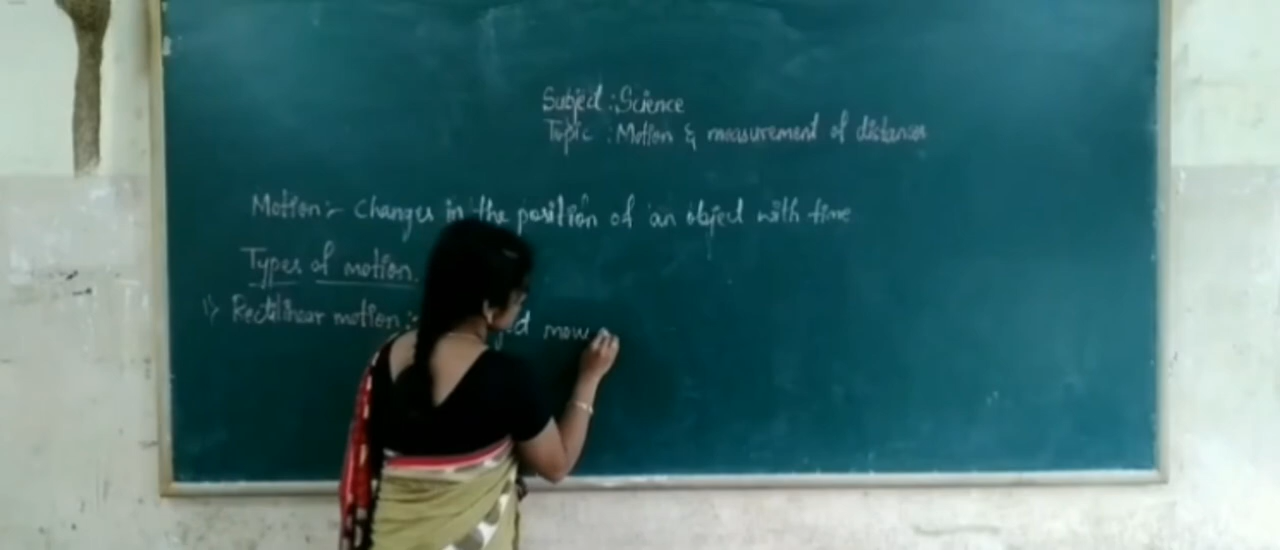 Subject :- Science
Topic : Motion & measurement of distances
Motion :- Changes in the position of an object with time
Types of motion.
1) Rectilinear motion :-